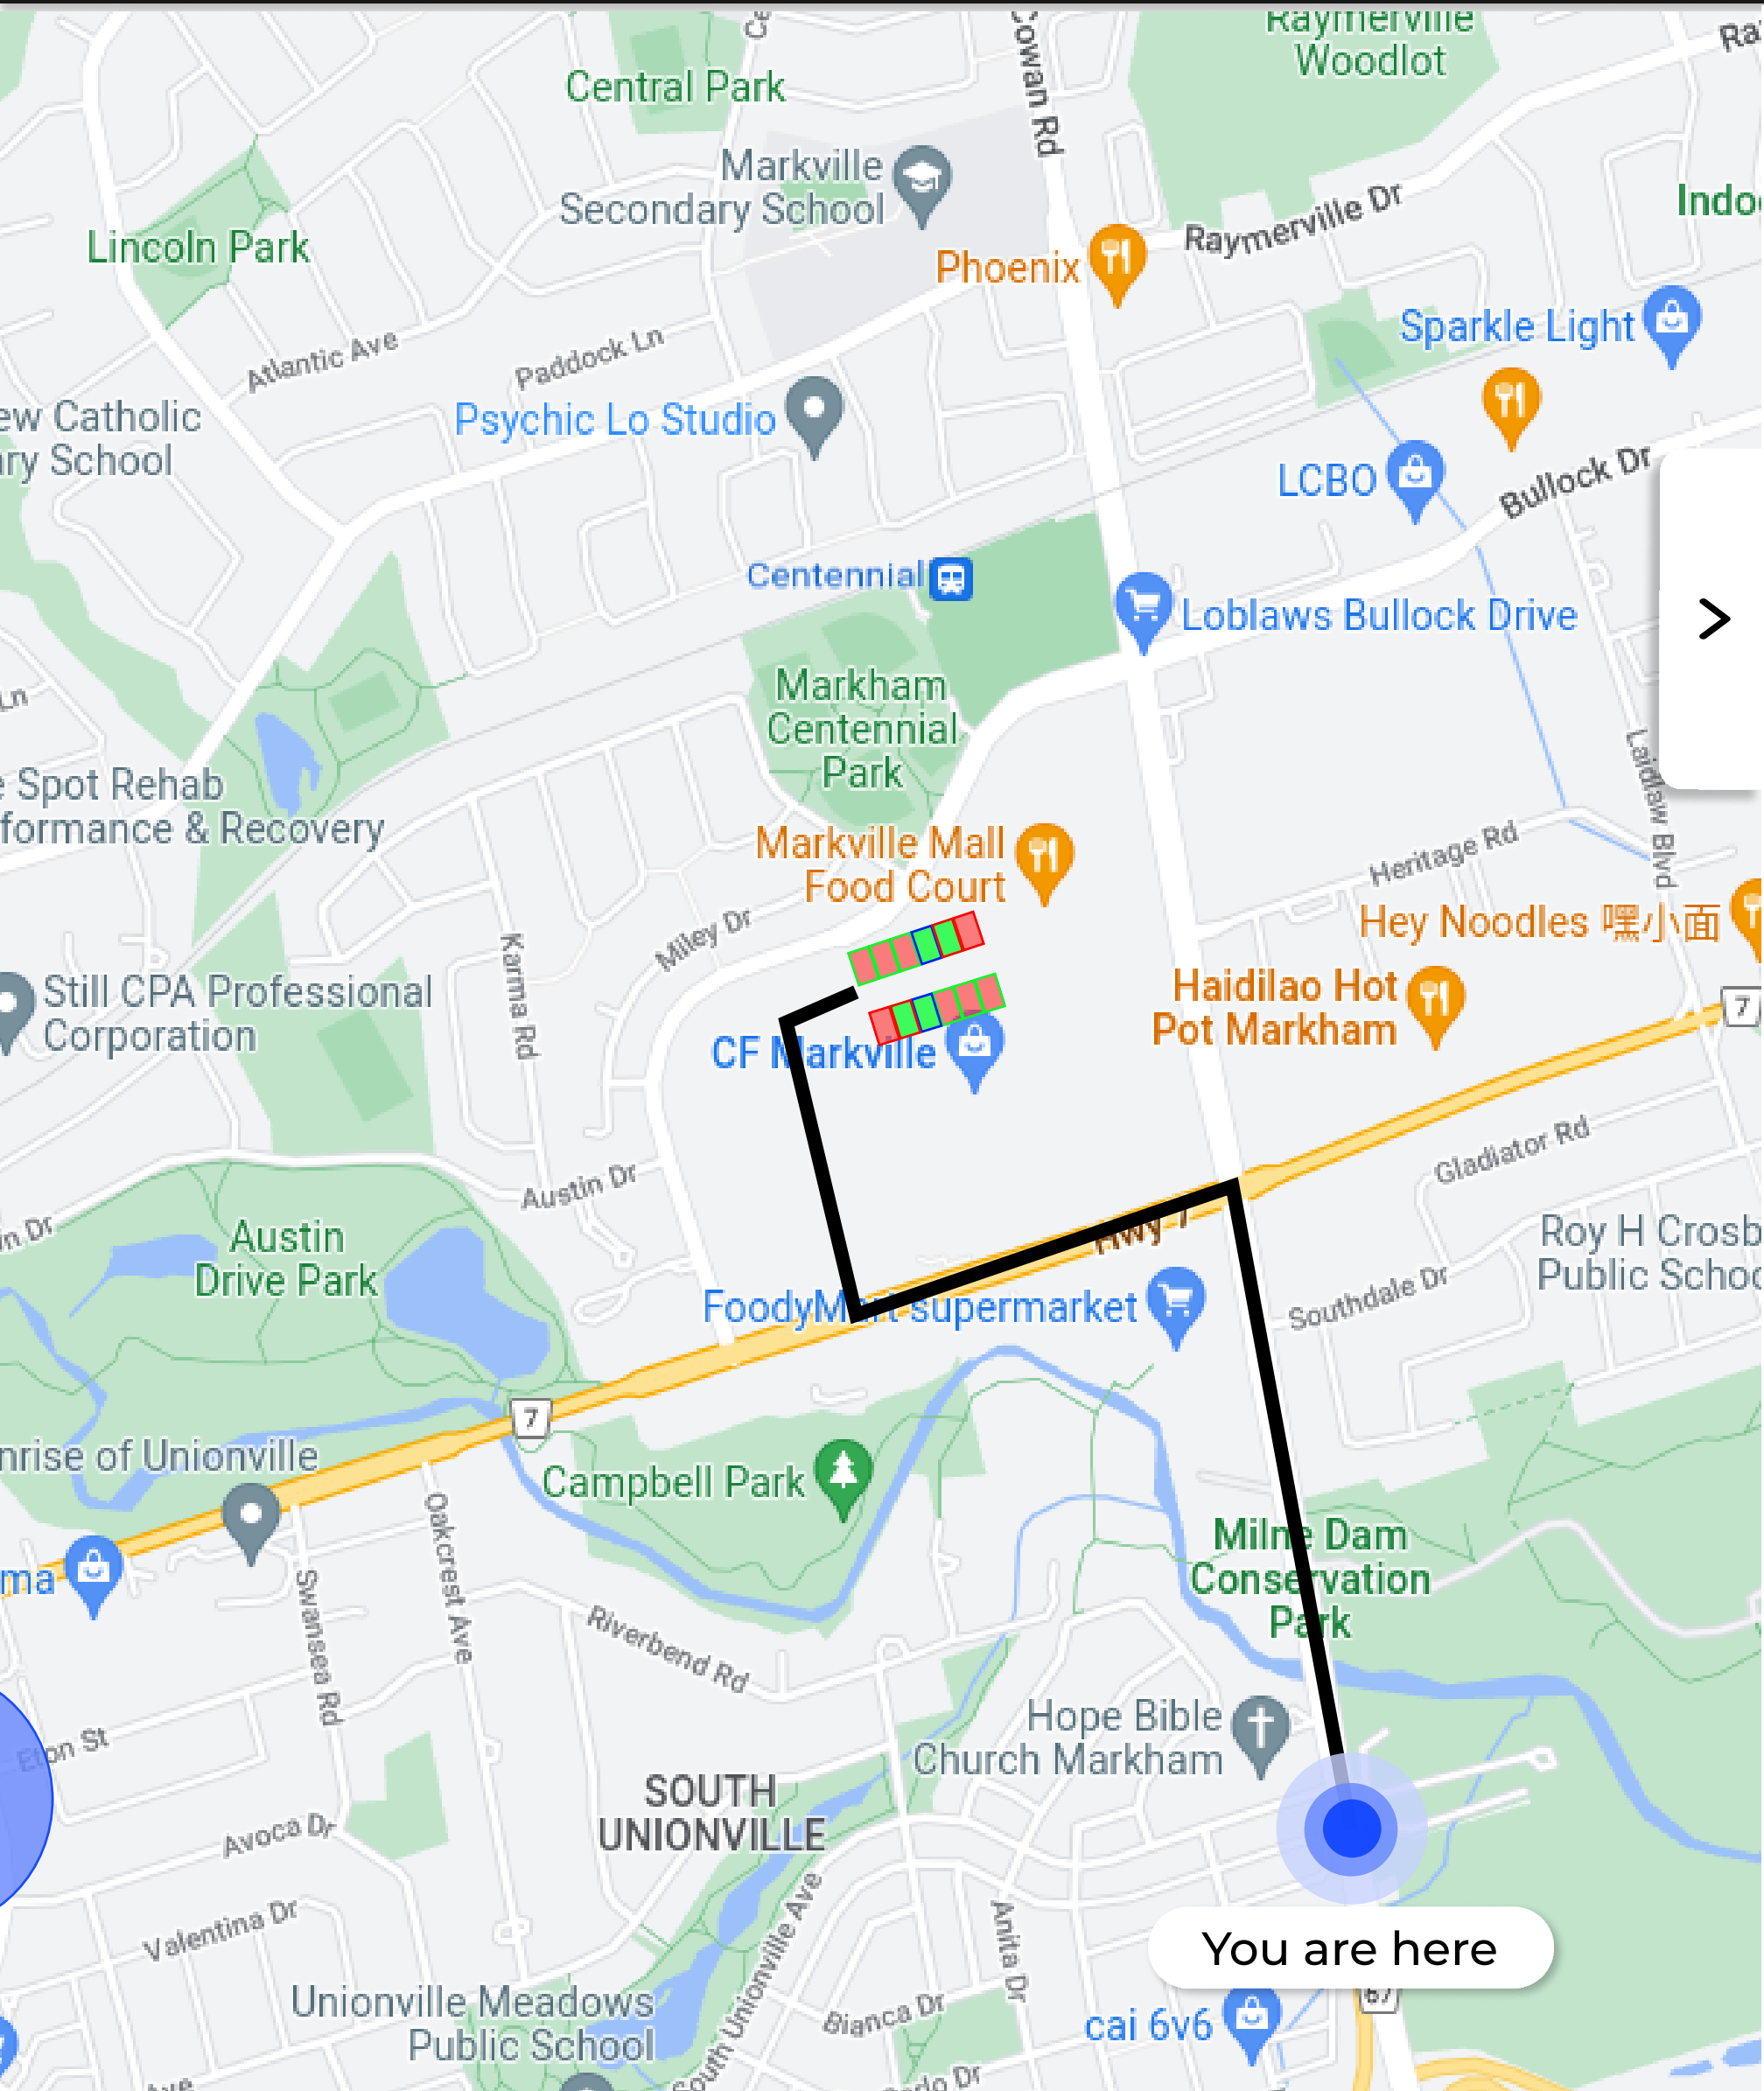 Raymerville
Woodlot
Central Park
Cowan Rd
Markville
Secondary School
Raymerville Dr
Lincoln Park
Phoenix
Sparkle Light
Atlantic Ave
Paddock Ln
ew Catholic
ary School
Psychic Lo Studio
LCBO
Bullock Dr
Centennial
Loblaws Bullock Drive
Markham
Centennial
Park
Ln
Laidlaw Blvd
e Spot Rehab
formance & Recovery
Markville Mall
Food Court
Heritage Rd
Miley Dr
Hey Noodles 嘿小面
Karma Rd
Still CPA Professional
Corporation
Haidilao Hot
Pot Markham
7
CF Markville
Gladiator Rd
Austin Dr
in Dr
Austin
Drive Park
Hwy 7
Roy H Crosb
Public Schoo
Southdale Dr
FoodyMart supermarket
7
nrise of Unionville
Campbell Park
Oakcrest Ave
Milne Dam
Conservation
Park
ma
Swansea Rd
Riverbend Rd
Eton St
Hope Bible
Church Markham
SOUTH
UNIONVILLE
Avoca Dr
Valentina Dr
South Unionville Ave
Anita Dr
You are here
Unionville Meadows
Public School
Bianca Dr
cai 6v6
67